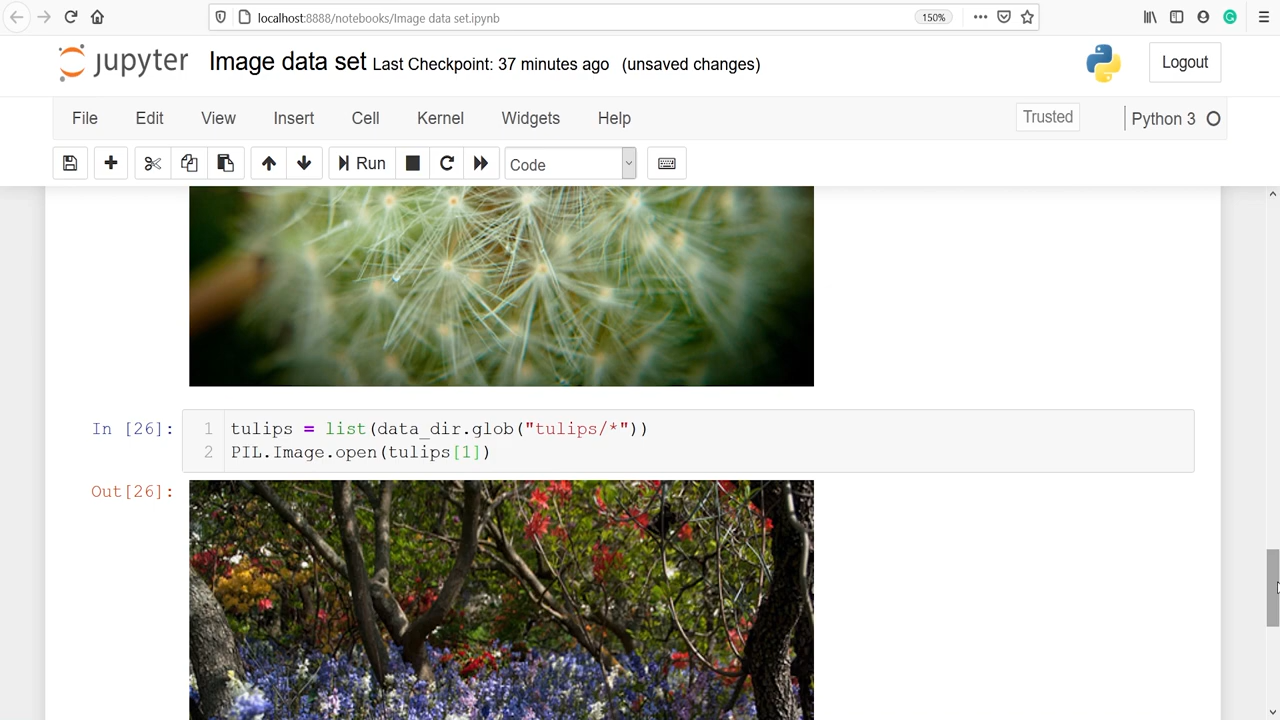 localhost:8888/notebooks/Image data set.ipynb
150%
jupyter Image data set Last Checkpoint: 37 minutes ago (unsaved changes)
Logout
File Edit View Insert Cell Kernel Widgets Help
Trusted
Python 3
Run
Code
In [26]:
1 tulips = list(data_dir.glob("tulips/*"))
2 PIL.Image.open(tulips[1])
Out[26]: